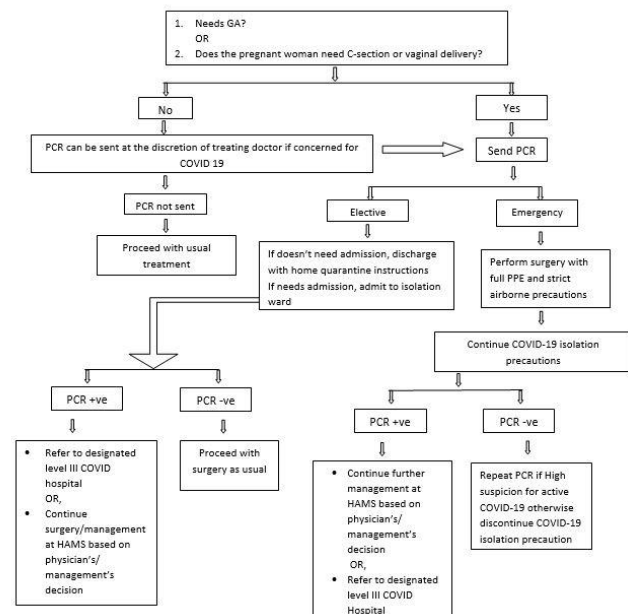 1. Needs GA?
OR
2. Does the pregnant woman need C-section or vaginal delivery?
No
Yes
PCR can be sent at the discretion of treating doctor if concerned for
COVID 19
Send PCR
PCR not sent
Elective
Emergency
Proceed with usual
treatment
If doesn't need admission, discharge
with home quarantine instructions
If needs admission, admit to isolation
ward
Perform surgery with
full PPE and strict
airborne precautions
Continue COVID-19 isolation
precautions
PCR +ve
PCR -ve
PCR +ve
PCR -ve
• Refer to designated
level III COVID
hospital
OR,
• Continue
surgery/management
at HAMS based on
physician's/
management's
decision
Proceed with
surgery as usual
• Continue further
management at
HAMS based on
physician's/
management's
decision
OR,
• Refer to designated
level III COVID
Hospital
Repeat PCR if High
suspicion for active
COVID-19 otherwise
discontinue COVID-19
isolation precaution